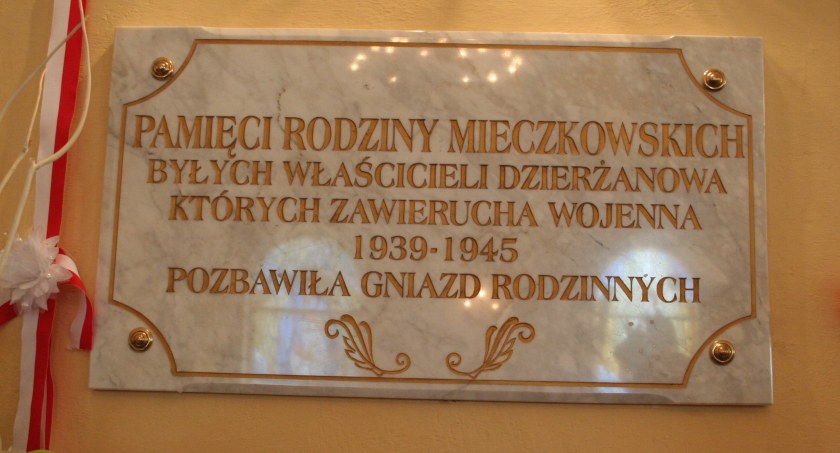 PAMIĘCI RODZINY MIECZKOWSKICH
BYŁYCH WŁAŚCICIELI DZIERŻANOWA
KTÓRYCH ZAWIERUCHA WOJENNA
1939-1945
POZBAWIŁA GNIAZD RODZINNYCH